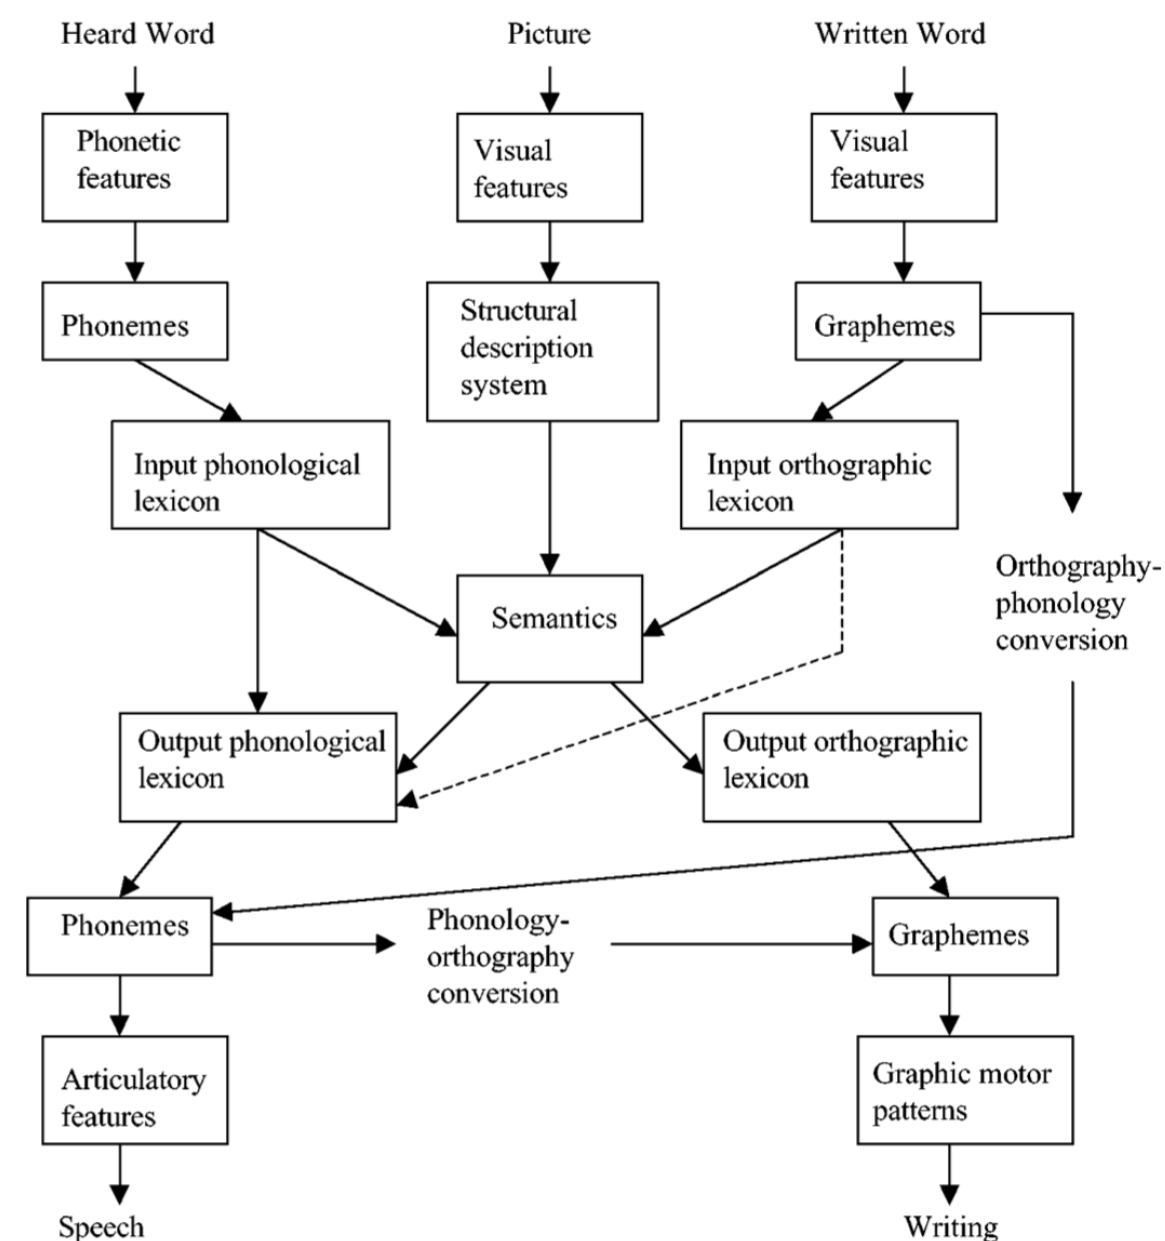 Heard Word
Picture
Written Word
Phonetic
features
Visual
features
Visual
features
Phonemes
Structural
description
system
Graphemes
Input phonological
lexicon
Input orthographic
lexicon
Semantics
Orthography-
phonology
conversion
Output phonological
lexicon
Output orthographic
lexicon
Phonemes
Phonology-
orthography
conversion
Graphemes
Articulatory
features
Graphic motor
patterns
Speech
Writing